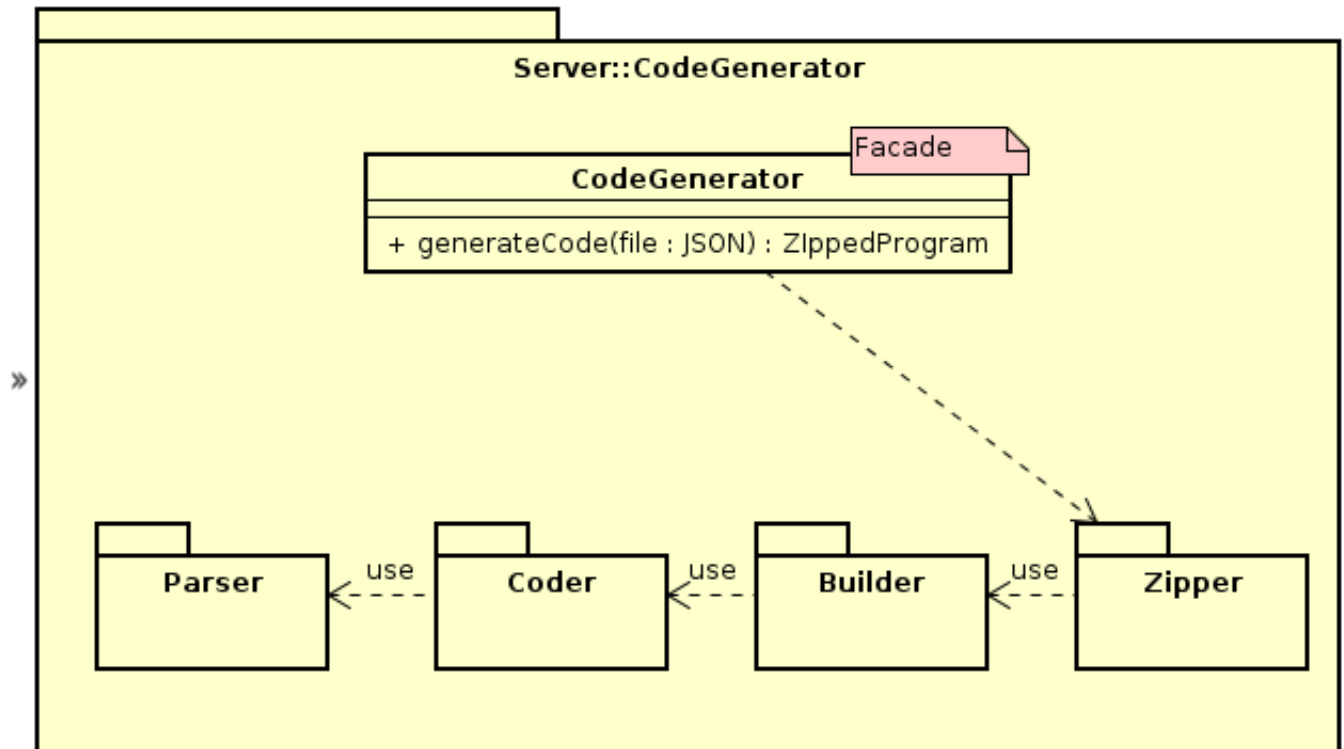 Server::CodeGenerator
Facade
CodeGenerator
+ generateCode(file : JSON) : ZIppedProgram
»
use
use
use
Parser
Coder
Builder
Zipper